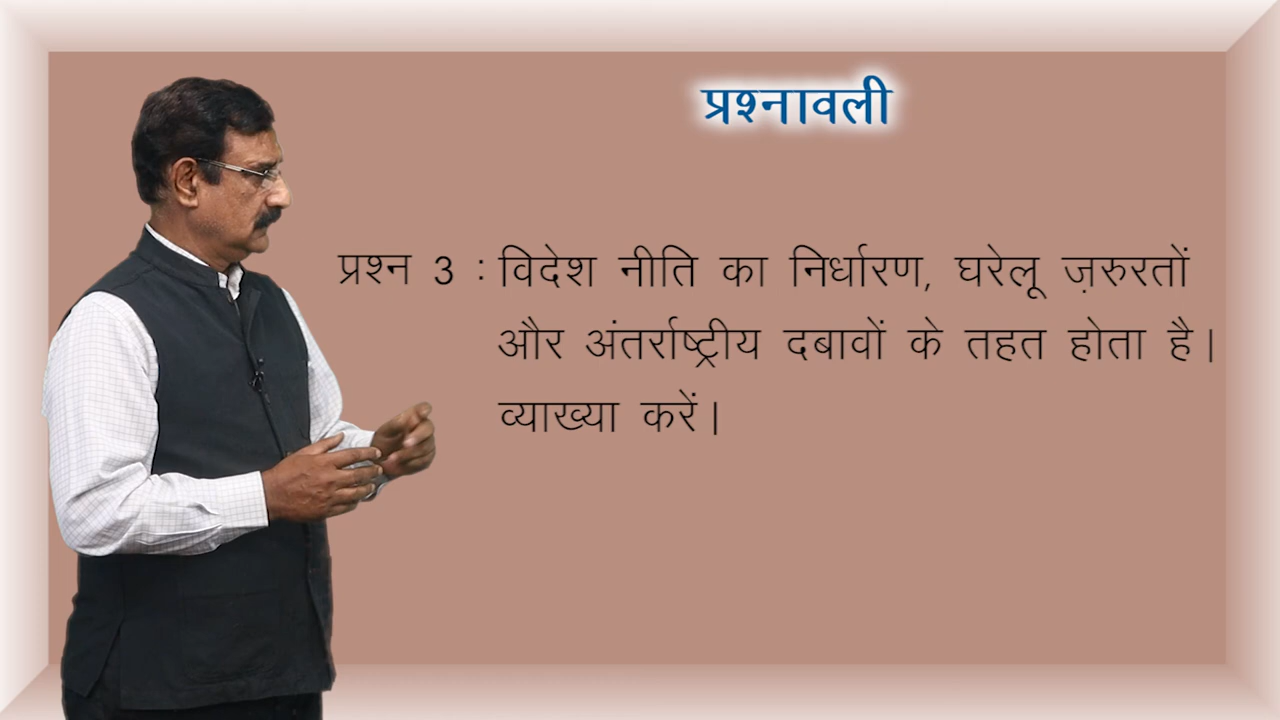 प्रश्नावली
प्रश्न 3 : विदेश नीति का निर्धारण, घरेलू ज़रुरतों
और अंतर्राष्ट्रीय दबावों के तहत होता है।
व्याख्या करें।